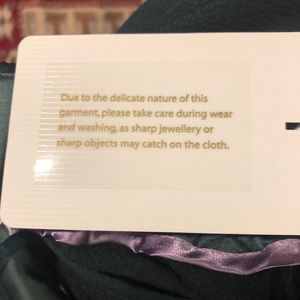 Due to the delicate nature of this
garment, please take care during wear
and washing, as sharp jewellery or
sharp objects may catch on the cloth.